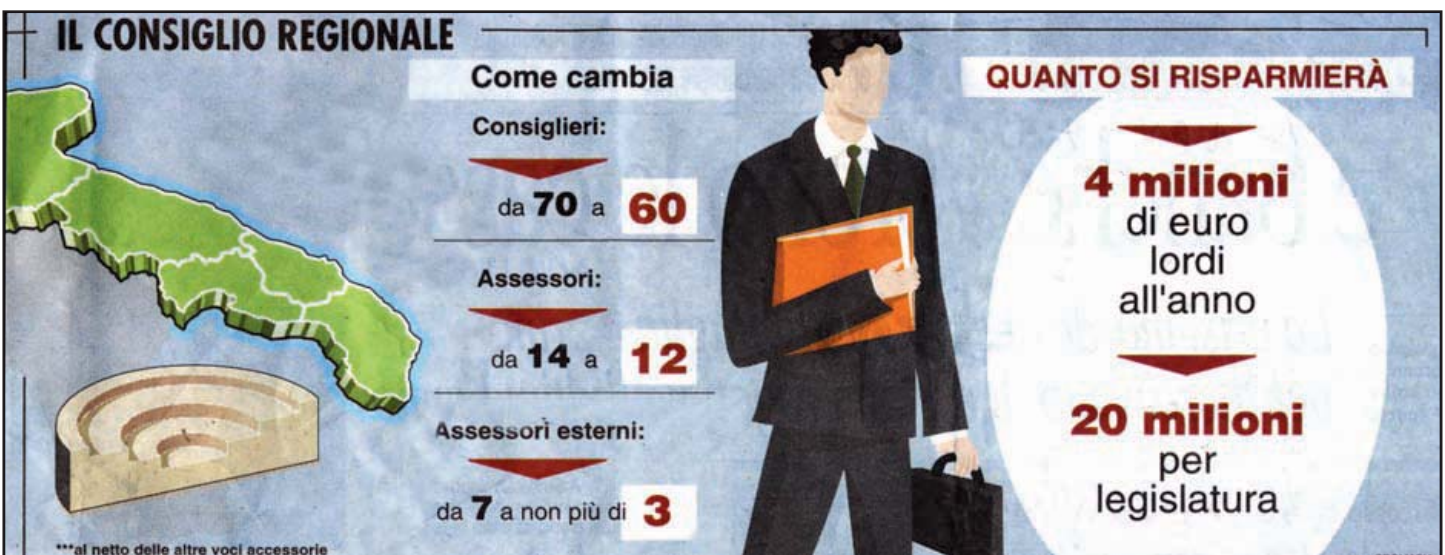 IL CONSIGLIO REGIONALE
Come cambia
Consiglieri:
da 70 a 60
Assessori:
da 14 a 12
Assessori esterni:
da 7 a non più di 3
QUANTO SI RISPARMIERÀ
4 milioni
di euro
lordi
all'anno
20 milioni
per
legislatura
***al netto delle altre voci accessorie